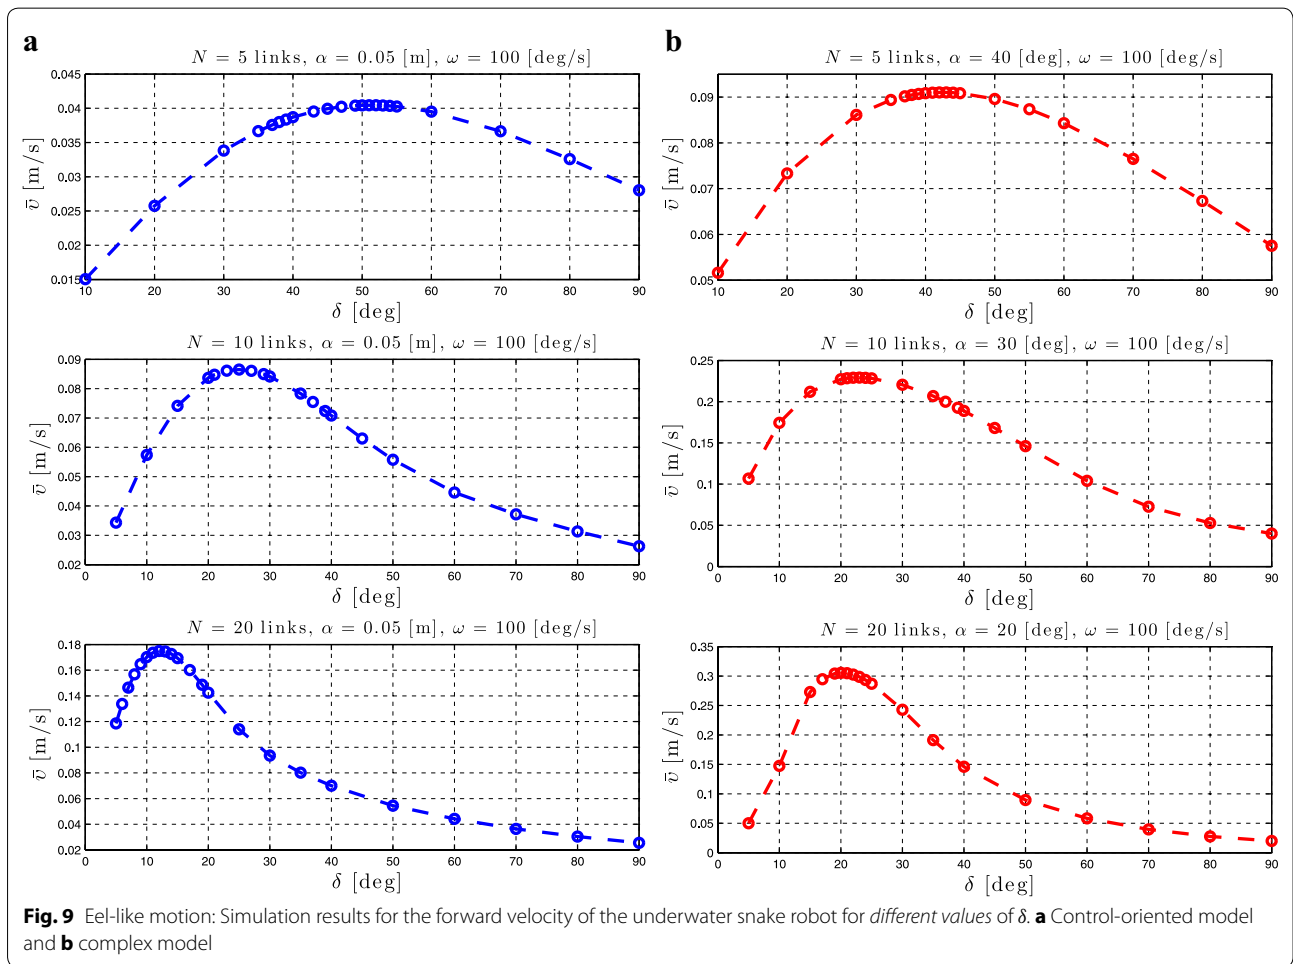 a
N = 5 links, α = 0.05 [m], ω = 100 [deg/s]
0.045
0.04
0.035
0.03
0.025
0.02
0.015
v̄ [m/s]
10 20 30 40 50 60 70 80 90
δ [deg]
N = 10 links, α = 0.05 [m], ω = 100 [deg/s]
0.09
0.08
0.07
0.06
0.05
0.04
0.03
0.02
v̄ [m/s]
0 10 20 30 40 50 60 70 80 90
δ [deg]
N = 20 links, α = 0.05 [m], ω = 100 [deg/s]
0.18
0.16
0.14
0.12
0.1
0.08
0.06
0.04
0.02
v̄ [m/s]
0 10 20 30 40 50 60 70 80 90
δ [deg]
b
N = 5 links, α = 40 [deg], ω = 100 [deg/s]
0.09
0.08
0.07
0.06
0.05
v̄ [m/s]
10 20 30 40 50 60 70 80 90
δ [deg]
N = 10 links, α = 30 [deg], ω = 100 [deg/s]
0.25
0.2
0.15
0.1
0.05
0
v̄ [m/s]
0 10 20 30 40 50 60 70 80 90
δ [deg]
N = 20 links, α = 20 [deg], ω = 100 [deg/s]
0.35
0.3
0.25
0.2
0.15
0.1
0.05
0
v̄ [m/s]
0 10 20 30 40 50 60 70 80 90
δ [deg]
Fig. 9 Eel-like motion: Simulation results for the forward velocity of the underwater snake robot for different values of δ. a Control-oriented model
and b complex model